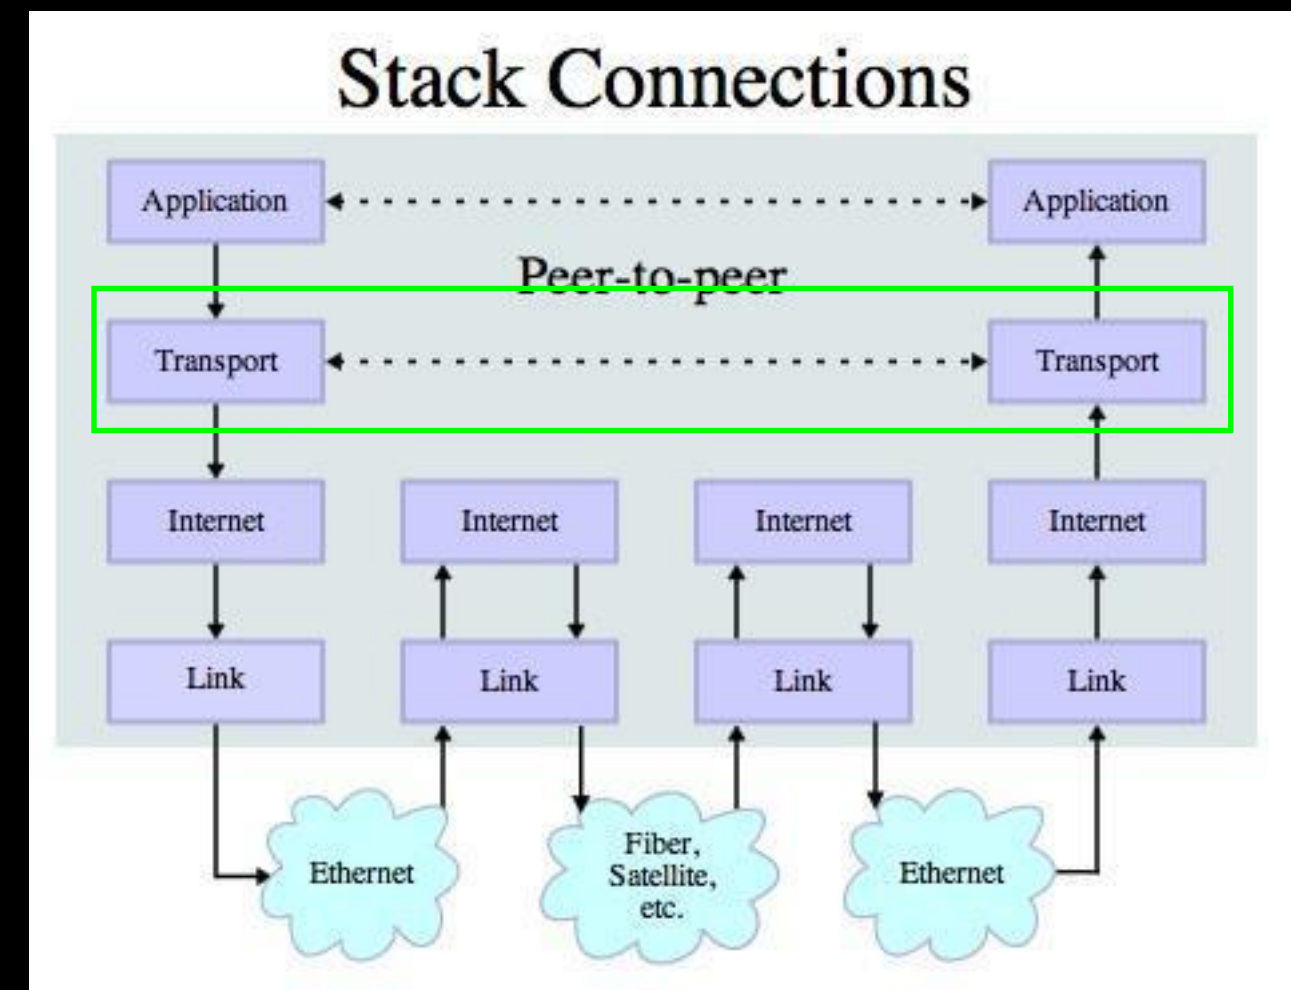 Stack Connections
Application
Application
Peer-to-peer
Transport
Transport
Internet
Internet
Internet
Internet
Link
Link
Link
Link
Ethernet
Fiber,
Satellite,
etc.
Ethernet